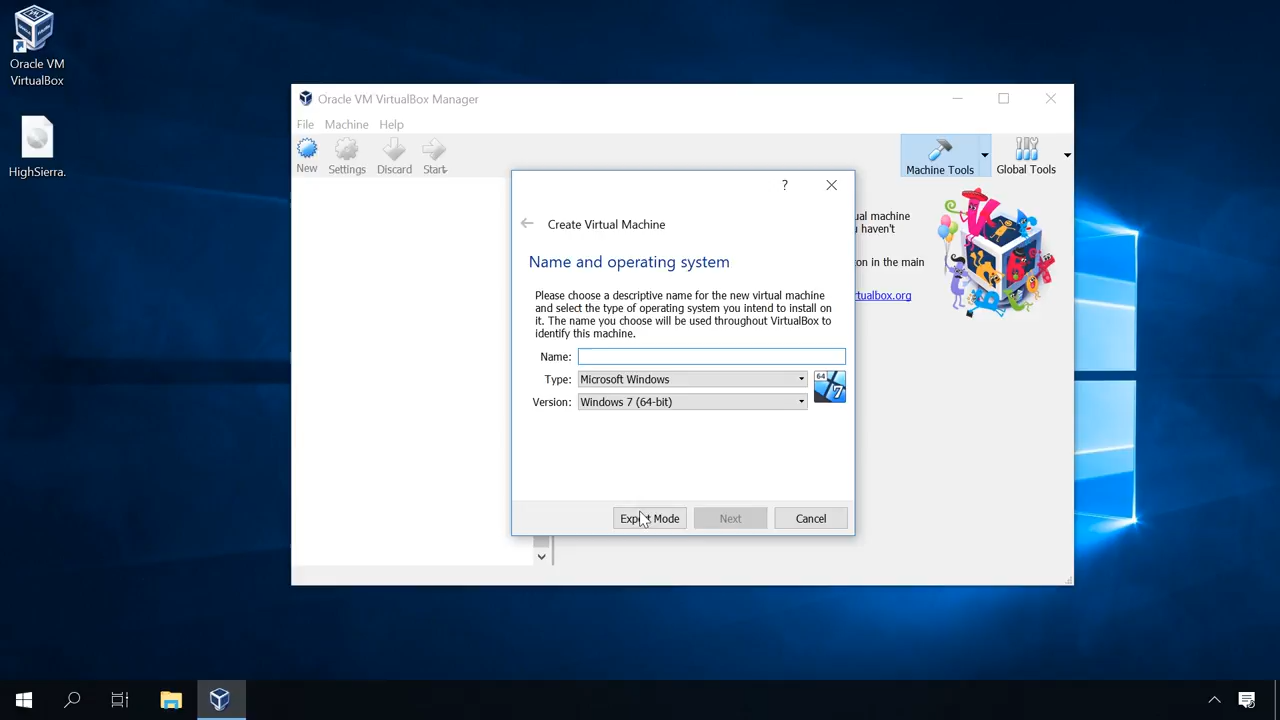 Oracle VM
VirtualBox
HighSierra.
Oracle VM VirtualBox Manager
File Machine Help
New Settings Discard Start
Machine Tools Global Tools
?
Create Virtual Machine
Name and operating system
Please choose a descriptive name for the new virtual machine
and select the type of operating system you intend to install on
it. The name you choose will be used throughout VirtualBox to
identify this machine.
Name:
Type: Microsoft Windows
64
7
Version: Windows 7 (64-bit)
Expert Mode Next Cancel
machine
haven't
on in the main
rtualbox.org